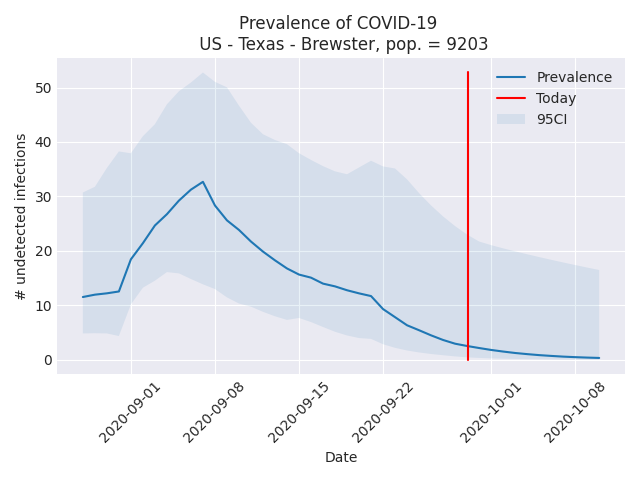 Prevalence of COVID-19
US - Texas - Brewster, pop. = 9203
# undetected infections
50
40
30
20
10
0
Prevalence
Today
95CI
2020-09-01
2020-09-08
2020-09-15
2020-09-22
2020-10-01
2020-10-08
Date